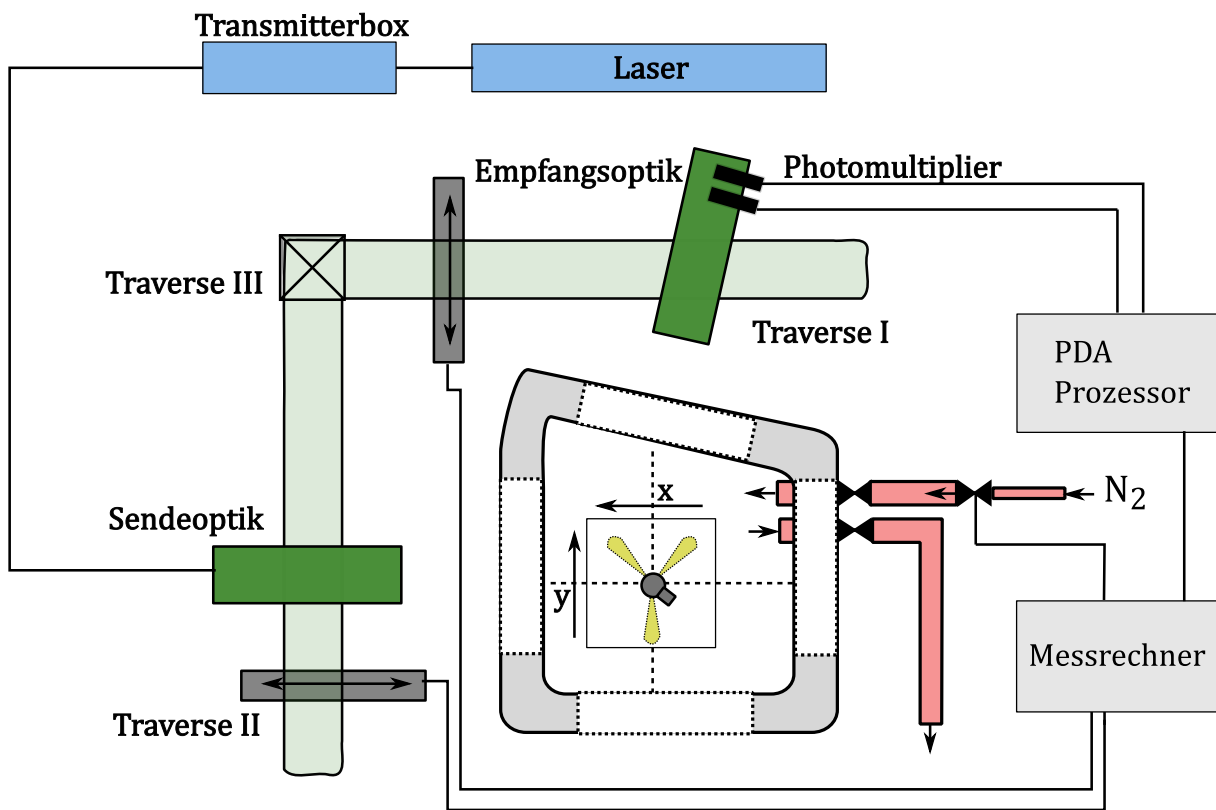 Transmitterbox
Laser
Empfangsoptik
Photomultiplier
Traverse III
Traverse I
PDA
Prozessor
x
N₂
Sendeoptik
y
Messrechner
Traverse II